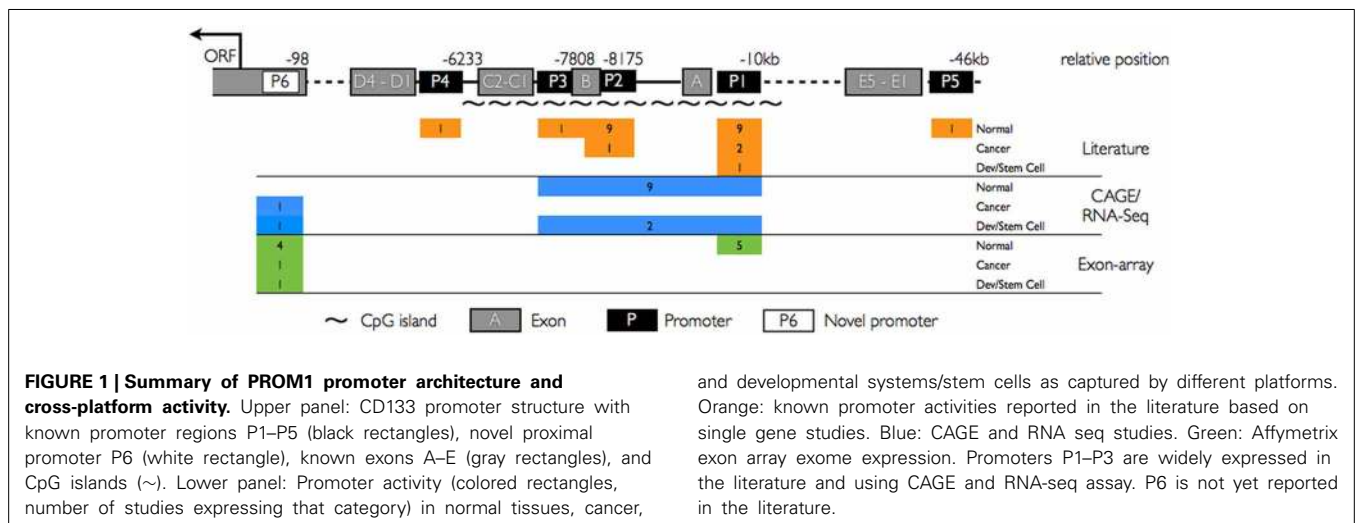 ORF
-98
-6233
-7808
-8175
-10kb
-46kb
relative position
P6
D4 - D1
P4
C2-C1
P3
B
P2
A
P1
E5 - E1
P5
1
1
9
9
1
Normal
1
2
Cancer
Literature
1
Dev/Stem Cell
9
Normal
1
Cancer
CAGE/
RNA-Seq
1
2
Dev/Stem Cell
4
5
Normal
1
Cancer
Exon-array
1
Dev/Stem Cell
~ CpG island
A
Exon
P
Promoter
P6
Novel promoter
FIGURE 1 | Summary of PROM1 promoter architecture and
cross-platform activity. Upper panel: CD133 promoter structure with
known promoter regions P1–P5 (black rectangles), novel proximal
promoter P6 (white rectangle), known exons A–E (gray rectangles), and
CpG islands (~). Lower panel: Promoter activity (colored rectangles,
number of studies expressing that category) in normal tissues, cancer,
and developmental systems/stem cells as captured by different platforms.
Orange: known promoter activities reported in the literature based on
single gene studies. Blue: CAGE and RNA seq studies. Green: Affymetrix
exon array exome expression. Promoters P1–P3 are widely expressed in
the literature and using CAGE and RNA-seq assay. P6 is not yet reported
in the literature.